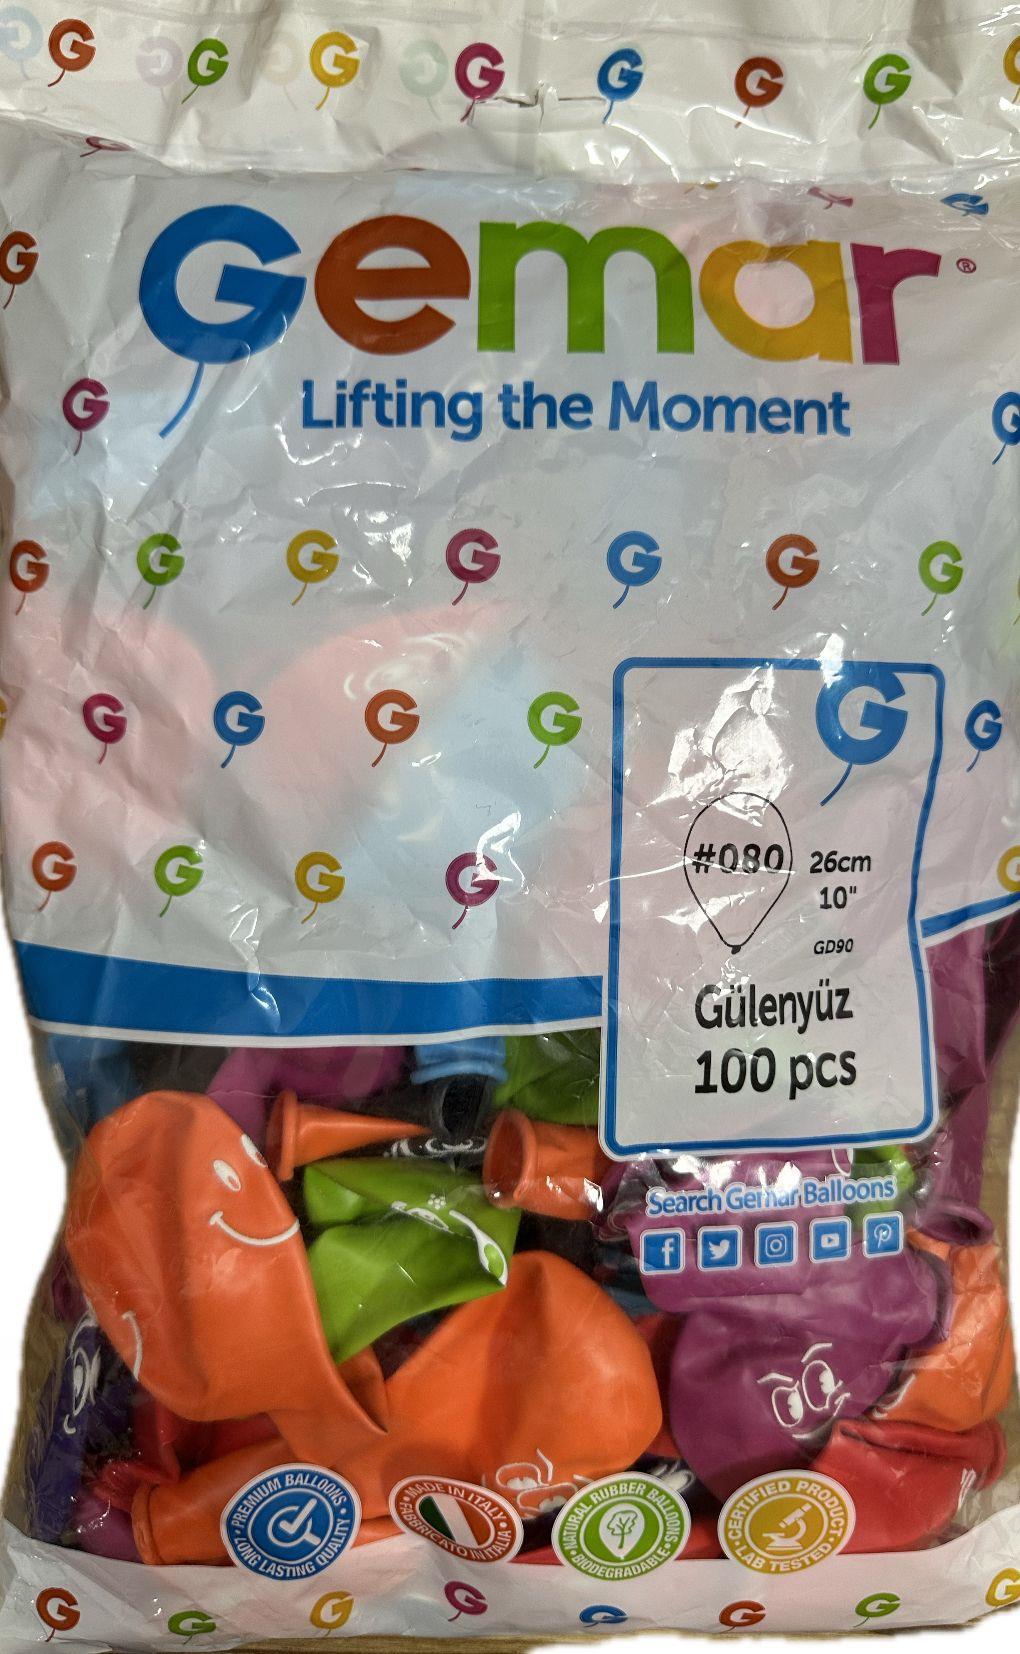 Gemar®
Lifting the Moment
G
#080
26cm
10"
GD90
Gülenyüz
100 pcs
Search Gemar Balloons
PREMIUM BALLOONS
LONG LASTING QUALITY
MADE IN ITALY
FABBRICATO IN ITALIA
NATURAL RUBBER BALLOONS
BIODEGRADABLE
CERTIFIED PRODUCT
LAB TESTED